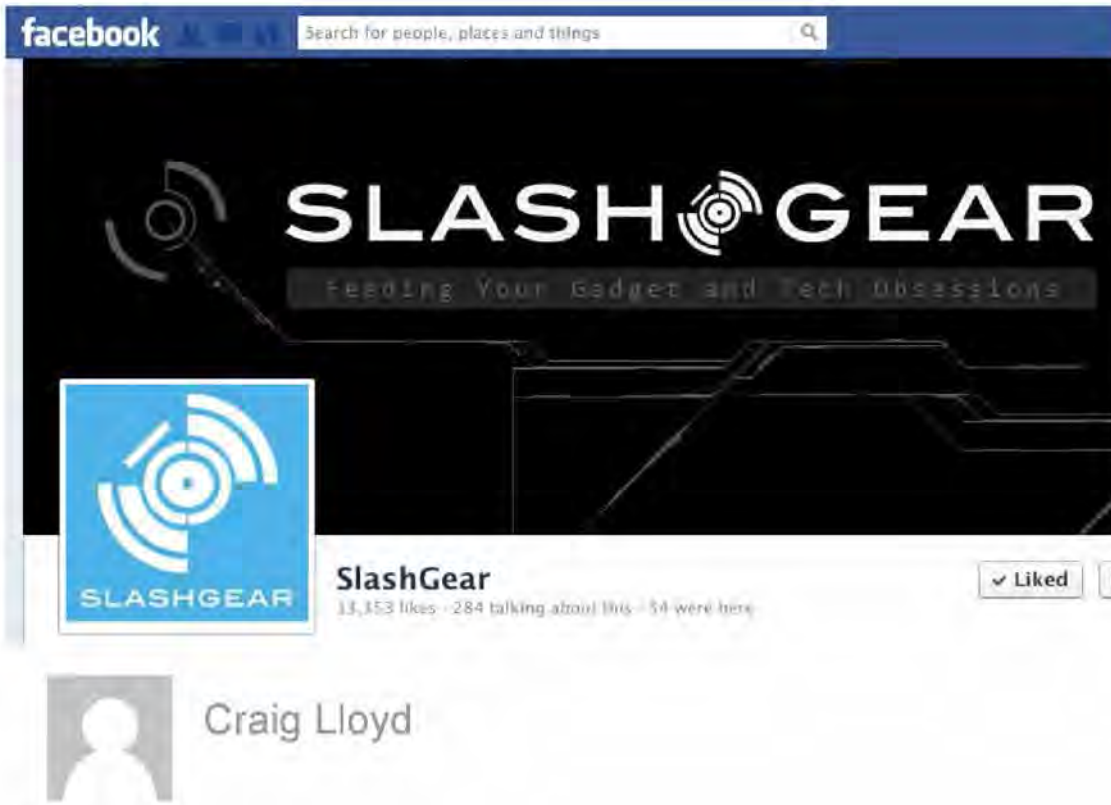 facebook
Search for people, places and things
SLASHGEAR
Feeding Your Gadget and Tech Obsessions
SLASHGEAR
SlashGear
13,353 likes · 284 talking about this · 54 were here
Liked
Craig Lloyd